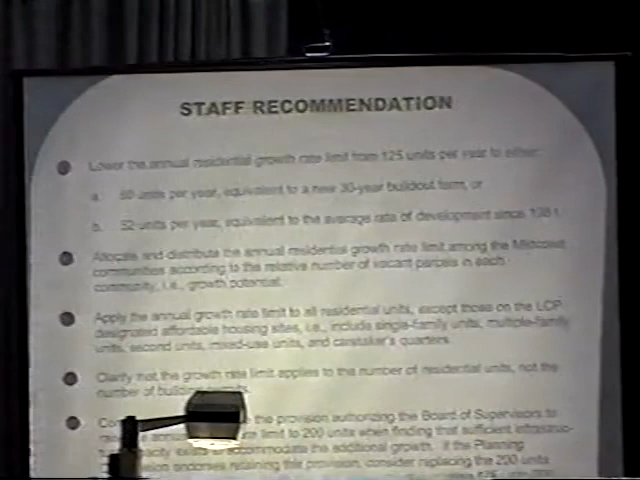 STAFF RECOMMENDATION
Lower the annual residential growth rate limit from 125 units per year to either:
a. units per year, equivalent to a new 30-year buildout term, or
b. 52 units per year, equivalent to the average rate of development since
Allocate and distribute the annual residential growth rate limit among the Midcoast
communities according to the relative number of vacant parcels in each
community, i.e., growth potential.
Apply the annual growth rate limit to all residential units, except those on the LCP
designated affordable housing sites, i.e., include single-family units, multiple-family
units, second units, mixed-use units, and caretaker's quarters.
Clarify that the growth rate limit applies to the number of residential units, not the
number of building
the provision authorizing the Board of Supervisors to
limit to 200 units when finding that sufficient infrastruc-
accommodate the additional growth. If the Planning
endorses retaining this provision, consider replacing the 200 units